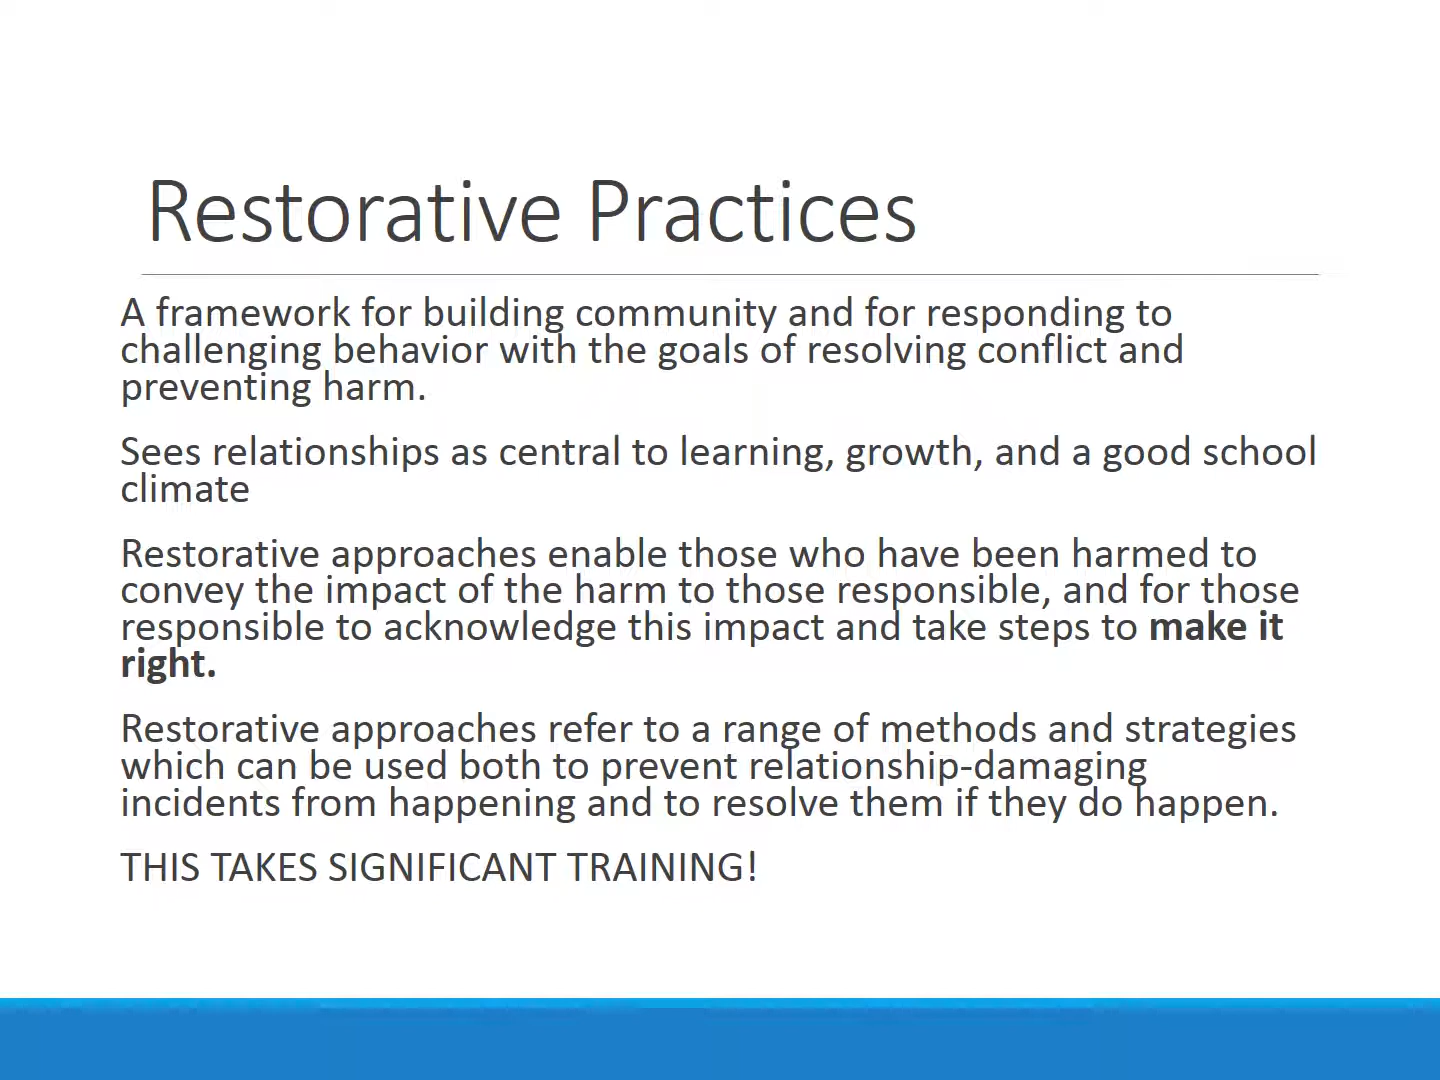 Restorative Practices
A framework for building community and for responding to
challenging behavior with the goals of resolving conflict and
preventing harm.
Sees relationships as central to learning, growth, and a good school
climate
Restorative approaches enable those who have been harmed to
convey the impact of the harm to those responsible, and for those
responsible to acknowledge this impact and take steps to make it
right.
Restorative approaches refer to a range of methods and strategies
which can be used both to prevent relationship-damaging
incidents from happening and to resolve them if they do happen.
THIS TAKES SIGNIFICANT TRAINING!